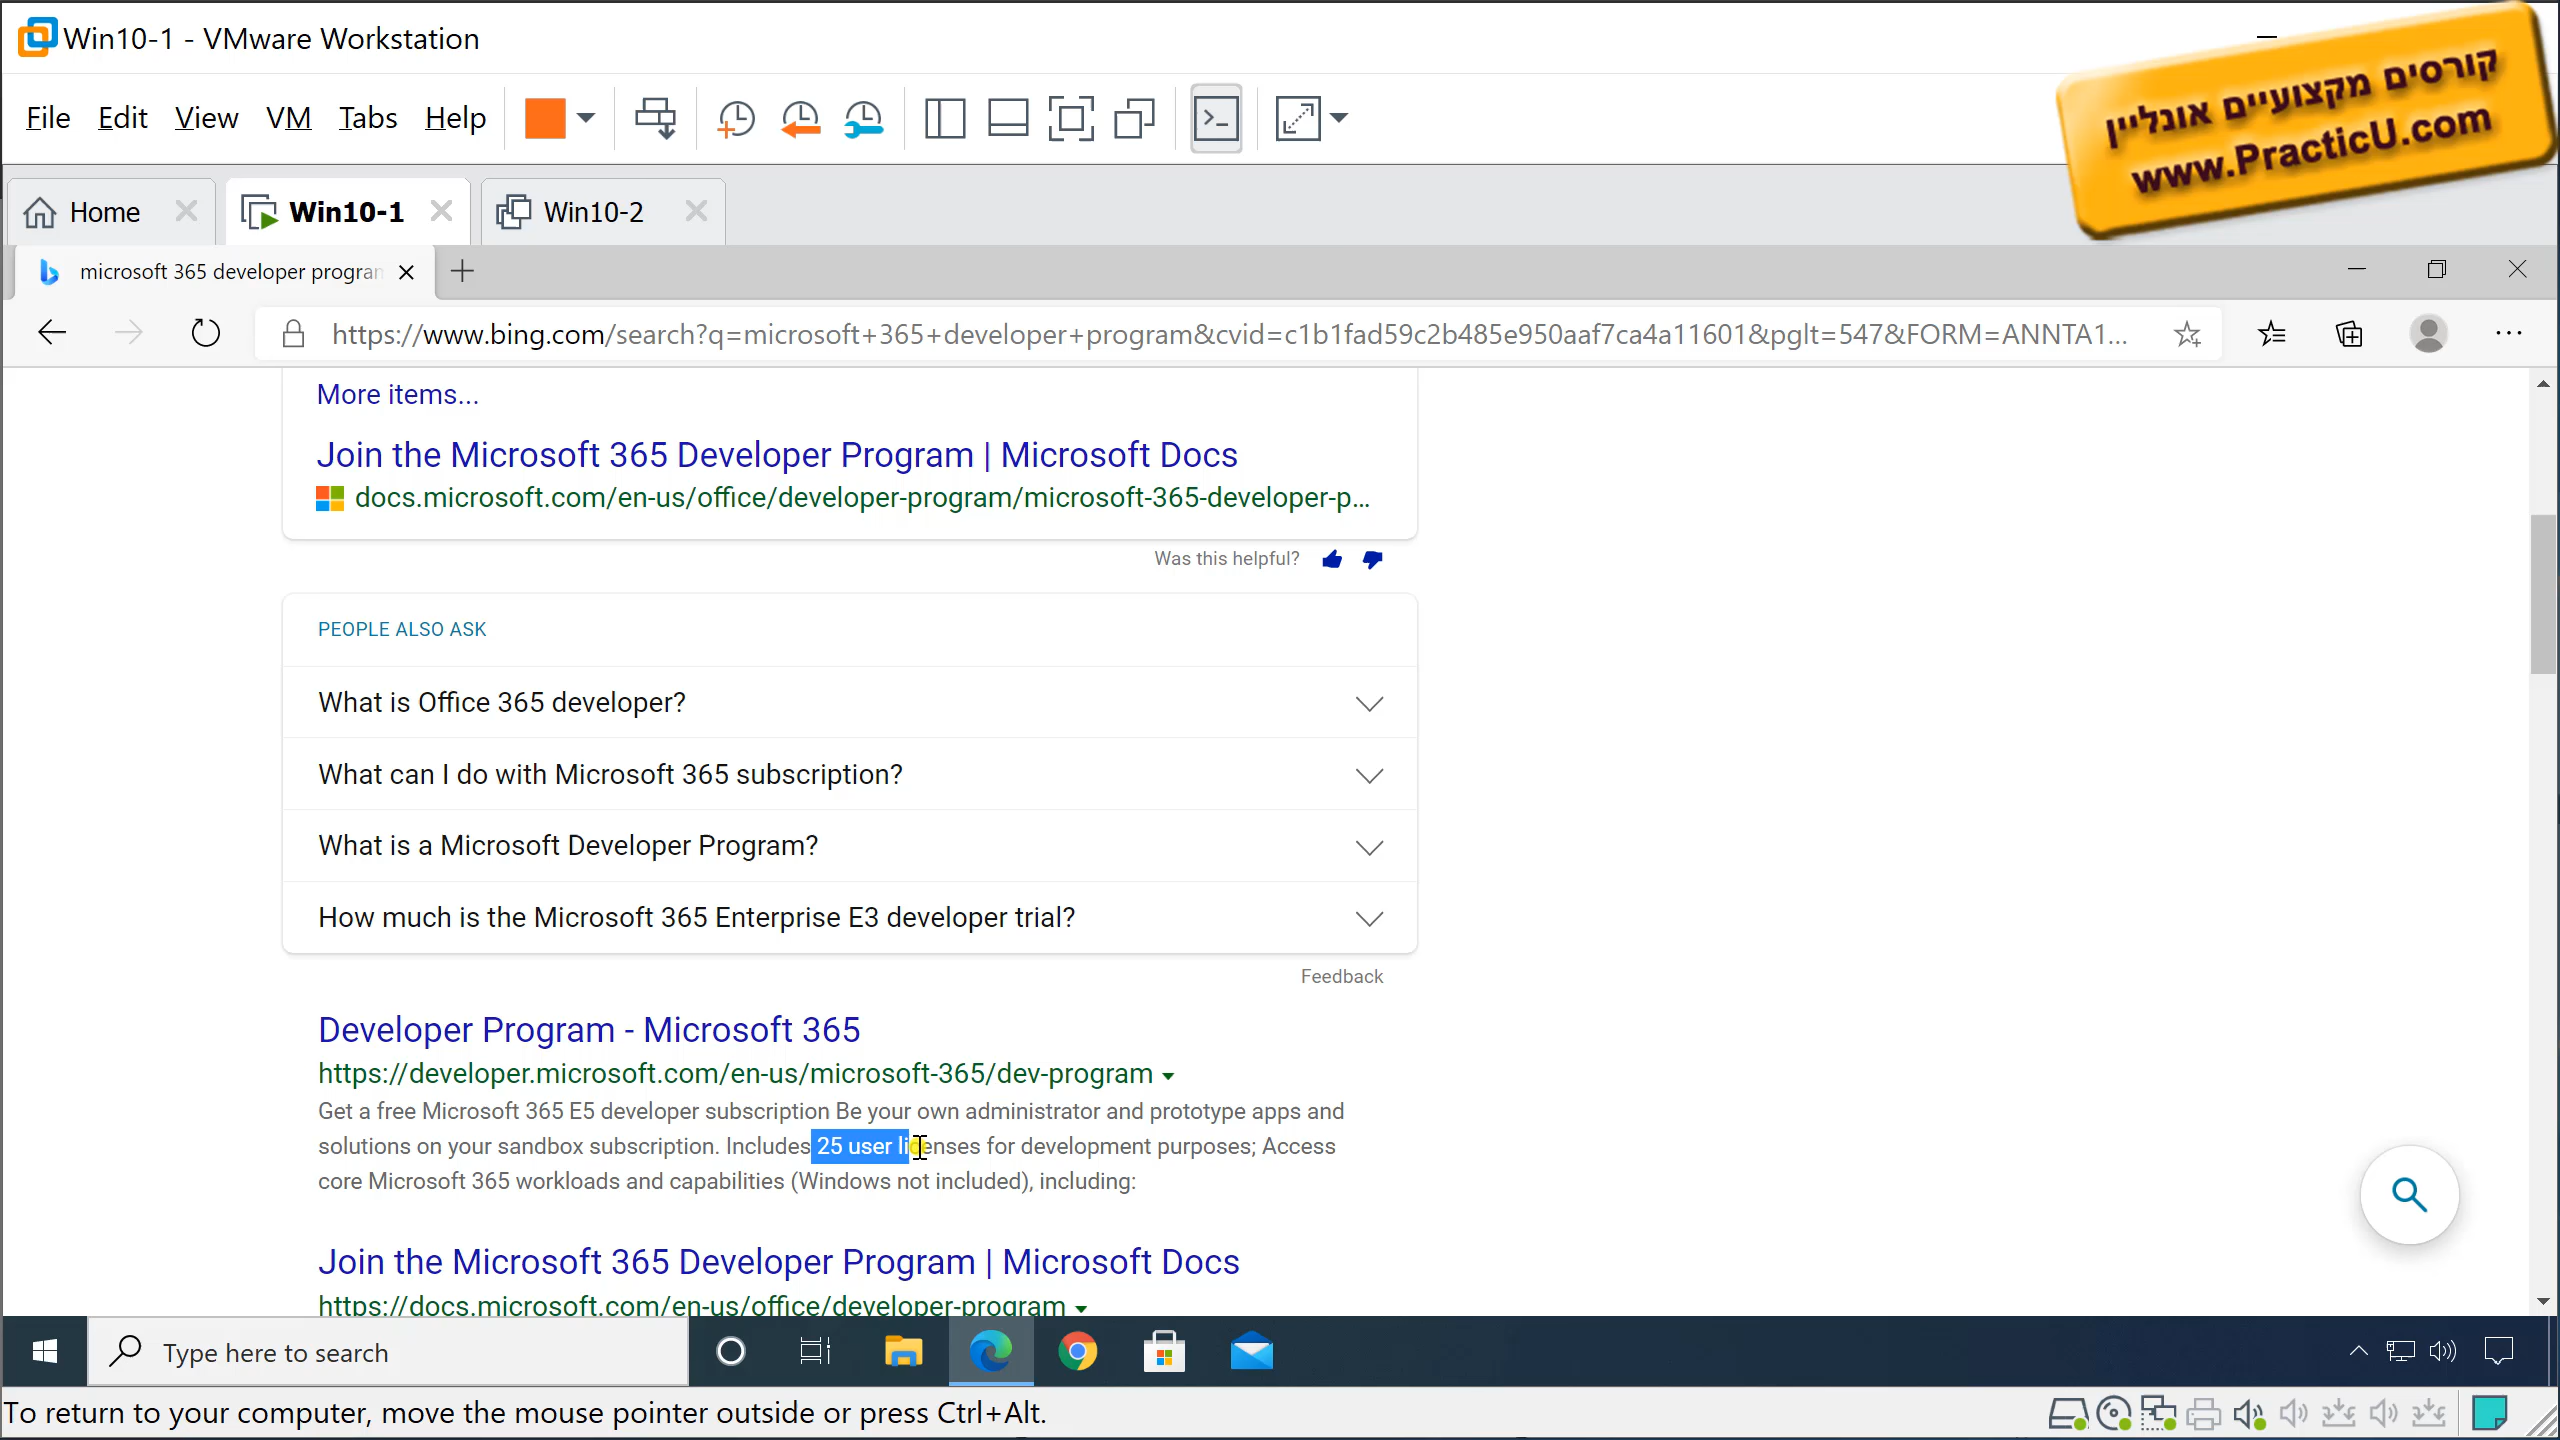 Win10-1 - VMware Workstation
קורסים מקצועיים אונליין
www.PracticU.com
File Edit View VM Tabs Help
Home
Win10-1
Win10-2
microsoft 365 developer program
https://www.bing.com/search?q=microsoft+365+developer+program&cvid=c1b1fad59c2b485e950aaf7ca4a11601&pglt=547&FORM=ANNTA1...
More items...
Join the Microsoft 365 Developer Program | Microsoft Docs
docs.microsoft.com/en-us/office/developer-program/microsoft-365-developer-p...
Was this helpful?
PEOPLE ALSO ASK
What is Office 365 developer?
What can I do with Microsoft 365 subscription?
What is a Microsoft Developer Program?
How much is the Microsoft 365 Enterprise E3 developer trial?
Feedback
Developer Program - Microsoft 365
https://developer.microsoft.com/en-us/microsoft-365/dev-program
Get a free Microsoft 365 E5 developer subscription Be your own administrator and prototype apps and
solutions on your sandbox subscription. Includes 25 user licenses for development purposes; Access
core Microsoft 365 workloads and capabilities (Windows not included), including:
Join the Microsoft 365 Developer Program | Microsoft Docs
https://docs.microsoft.com/en-us/office/developer-program
Type here to search
To return to your computer, move the mouse pointer outside or press Ctrl+Alt.